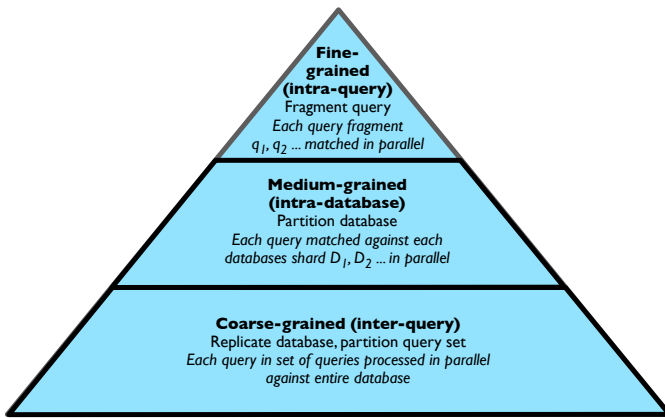 Fine-
grained
(intra-query)
Fragment query
Each query fragment
q1, q2 ... matched in parallel
Medium-grained
(intra-database)
Partition database
Each query matched against each
databases shard D1, D2 ... in parallel
Coarse-grained (inter-query)
Replicate database, partition query set
Each query in set of queries processed in parallel
against entire database